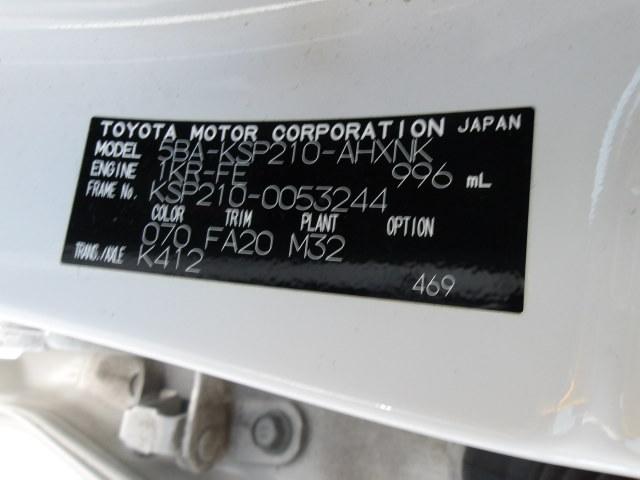 TOYOTA MOTOR CORPORATION JAPAN
MODEL 5BA-KSP210-AHXNK
ENGINE 1KR-FE 996 mL
FRAME No. KSP210-0053244
COLOR TRIM PLANT OPTION
070 FA20 M32
TRANS./AXLE K412
469